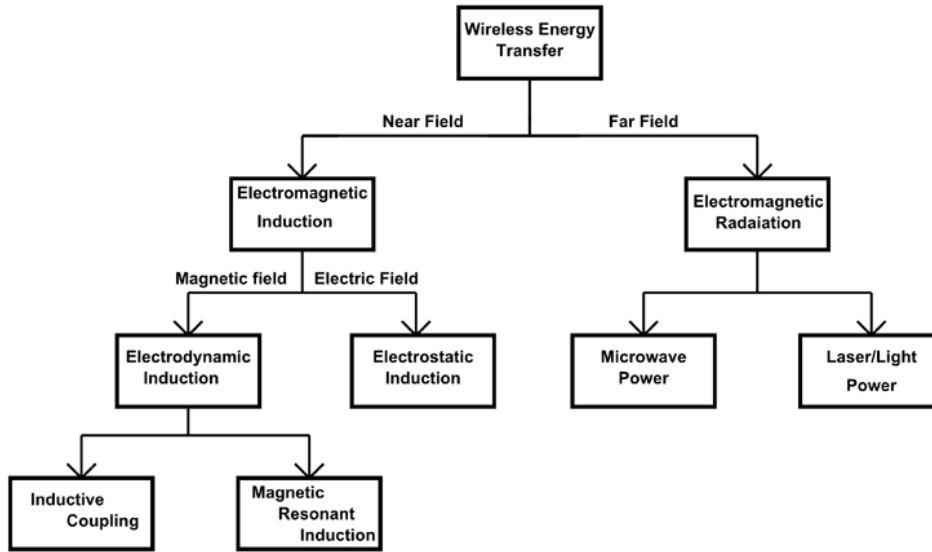 Wireless Energy
Transfer
Near Field
Far Field
Electromagnetic
Induction
Electromagnetic
Radaiation
Magnetic field
Electric Field
Electrodynamic
Induction
Electrostatic
Induction
Microwave
Power
Laser/Light
Power
Inductive
Coupling
Magnetic
Resonant
Induction